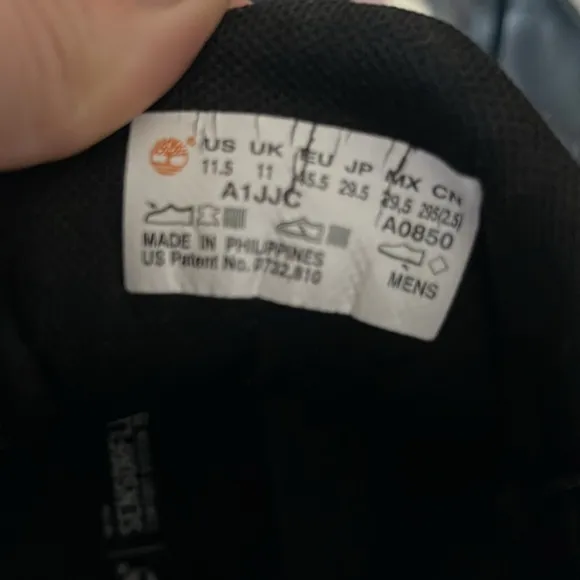 US UK EU JP MX CN
11.5 11 45.5 29.5 29.5 295(2.5)
A1JJC A0850
MADE IN PHILIPPINES
US Patent No. MENS
SENSORFLEX